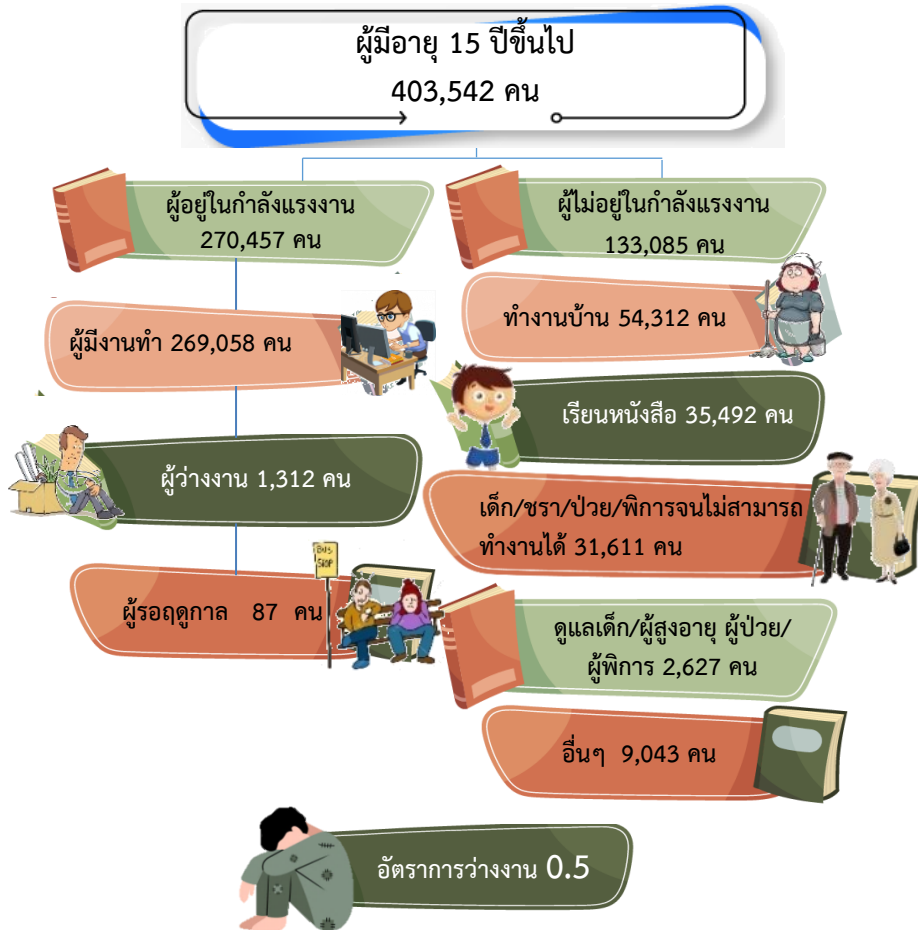 ผู้มีอายุ 15 ปีขึ้นไป
403,542 คน
ผู้อยู่ในกำลังแรงงาน
270,457 คน
ผู้มีงานทำ 269,058 คน
ผู้ว่างงาน 1,312 คน
BUS
STOP
ผู้รอฤดูกาล 87 คน
ผู้ไม่อยู่ในกำลังแรงงาน
133,085 คน
ทำงานบ้าน 54,312 คน
เรียนหนังสือ 35,492 คน
เด็ก/ชรา/ป่วย/พิการจนไม่สามารถ
ทำงานได้ 31,611 คน
ดูแลเด็ก/ผู้สูงอายุ ผู้ป่วย/
ผู้พิการ 2,627 คน
อื่นๆ 9,043 คน
อัตราการว่างงาน 0.5